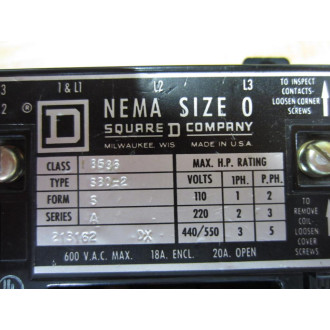 3 1 & L1 L2 L3 TO INSPECT
CONTACTS-
LOOSEN CORNER
SCREWS
2 ® D NEMA SIZE 0
SQUARE D COMPANY
MILWAUKEE, WIS MADE IN U.S.A.
CLASS 8536 MAX. H.P. RATING
TYPE VOLTS 1PH. P.PH.
FORM S 110 1 2
SERIES A 220 2 3
440/550 3 5
600 V.A.C. MAX. 18A. ENCL. 20A. OPEN
TO
REMOVE
COIL-
LOOSEN
COVER
SCREWS